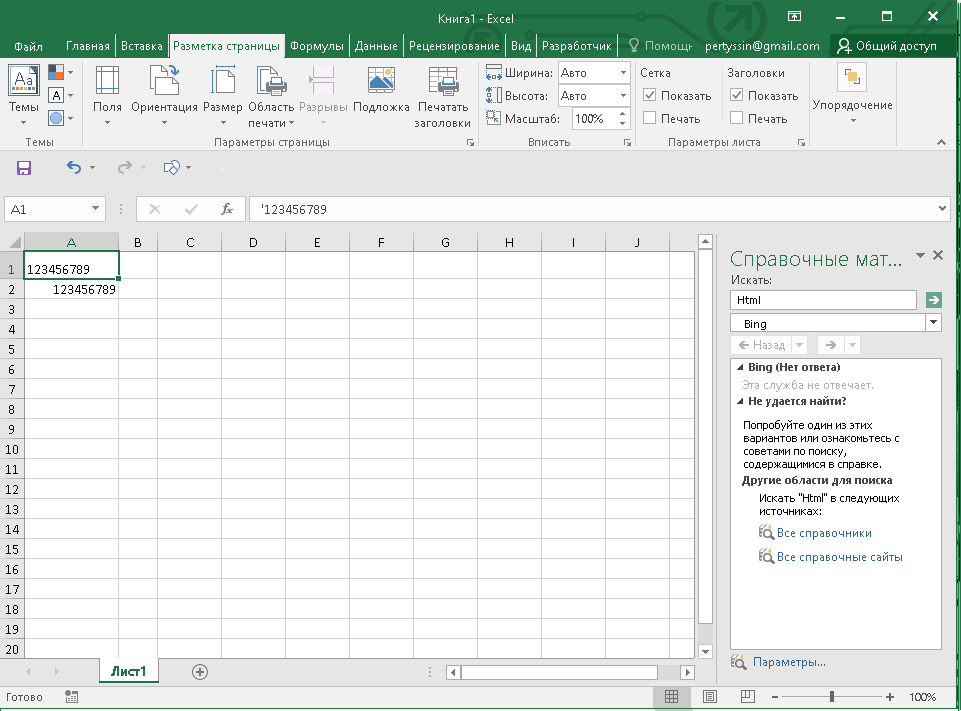 Книга1 - Excel
Файл Главная Вставка Разметка страницы Формулы Данные Рецензирование Вид Разработчик Помощн pertyssin@gmail.com Общий доступ
Темы Поля Ориентация Размер Область печати Разрывы Подложка Печатать заголовки
Ширина: Авто
Высота: Авто
Масштаб: 100%
Сетка
Показать
Печать
Заголовки
Показать
Печать
Упорядочение
Темы Параметры страницы Вписать Параметры листа
A1 fx '123456789
A B C D E F G H I J
1 123456789
2 123456789
3
4
5
6
7
8
9
10
11
12
13
14
15
16
17
18
19
20
Справочные мат...
Искать:
Html
Bing
Назад
Bing (Нет ответа)
Эта служба не отвечает.
Не удается найти?
Попробуйте один из этих
вариантов или ознакомьтесь с
советами по поиску,
содержащимися в справке.
Другие области для поиска
Искать "Html" в следующих
источниках:
Все справочники
Все справочные сайты
Параметры...
Лист1
Готово 100%